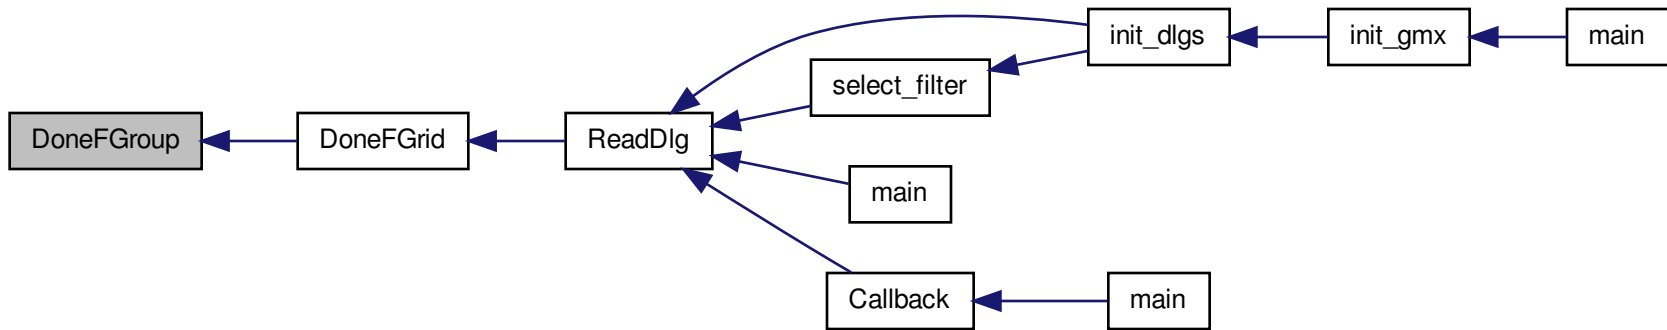 init_dlgs
init_gmx
main
select_filter
DoneFGroup
DoneFGrid
ReadDlg
main
Callback
main